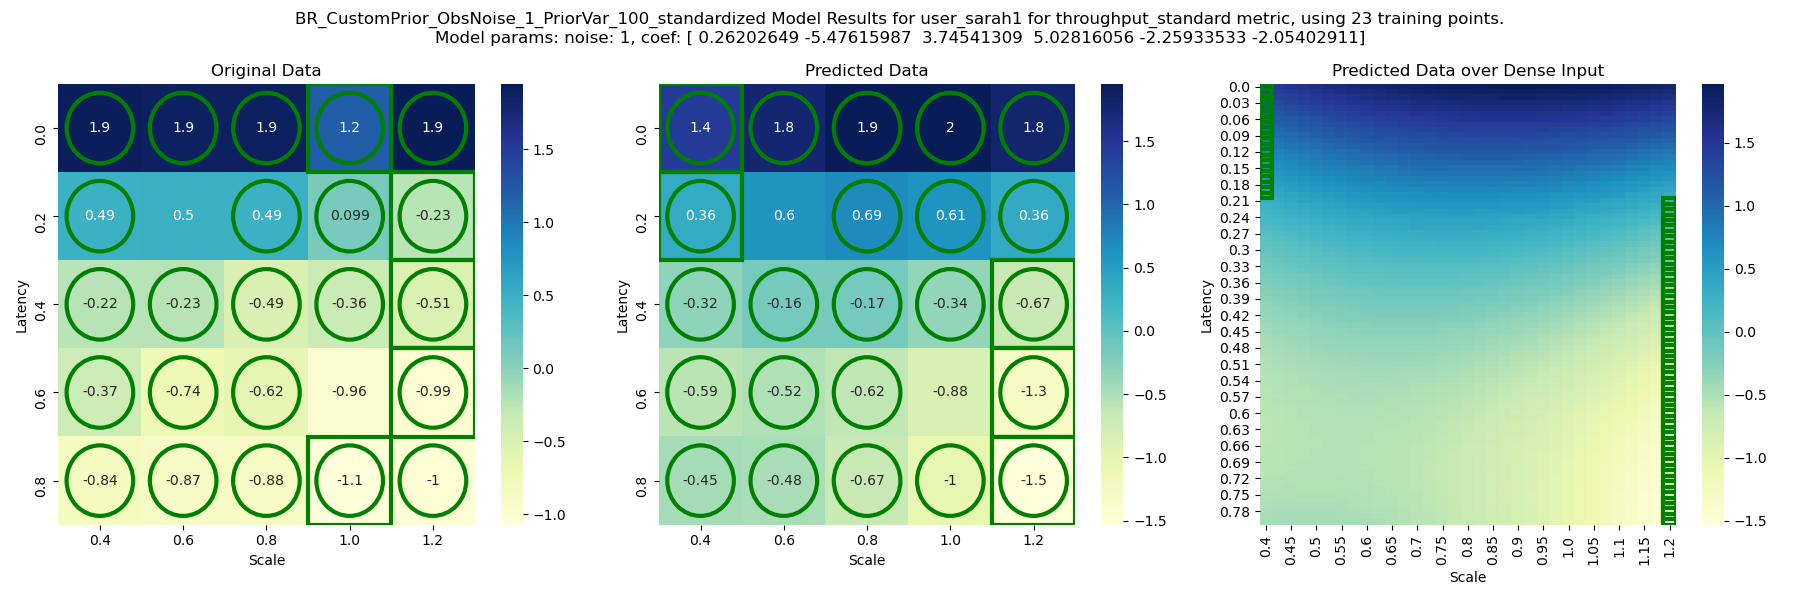 BR_CustomPrior_ObsNoise_1_PriorVar_100_standardized Model Results for user_sarah1 for throughput_standard metric, using 23 training points.
Model params: noise: 1, coef: [ 0.26202649 -5.47615987  3.74541309  5.02816056 -2.25933533 -2.05402911]
Original Data
Latency
0.0 1.9 1.9 1.9 1.2 1.9
0.2 0.49 0.5 0.49 0.099 -0.23
0.4 -0.22 -0.23 -0.49 -0.36 -0.51
0.6 -0.37 -0.74 -0.62 -0.96 -0.99
0.8 -0.84 -0.87 -0.88 -1.1 -1
0.4 0.6 0.8 1.0 1.2
Scale
1.5
1.0
0.5
0.0
−0.5
−1.0
Predicted Data
Latency
0.0 1.4 1.8 1.9 2 1.8
0.2 0.36 0.6 0.69 0.61 0.36
0.4 -0.32 -0.16 -0.17 -0.34 -0.67
0.6 -0.59 -0.52 -0.62 -0.88 -1.3
0.8 -0.45 -0.48 -0.67 -1 -1.5
0.4 0.6 0.8 1.0 1.2
Scale
1.5
1.0
0.5
0.0
−0.5
−1.0
−1.5
Predicted Data over Dense Input
Latency
0.0
0.03
0.06
0.09
0.12
0.15
0.18
0.21
0.24
0.27
0.3
0.33
0.36
0.39
0.42
0.45
0.48
0.51
0.54
0.57
0.6
0.63
0.66
0.69
0.72
0.75
0.78
0.4 0.45 0.5 0.55 0.6 0.65 0.7 0.75 0.8 0.85 0.9 0.95 1.0 1.05 1.1 1.15 1.2
Scale
1.5
1.0
0.5
0.0
−0.5
−1.0
−1.5